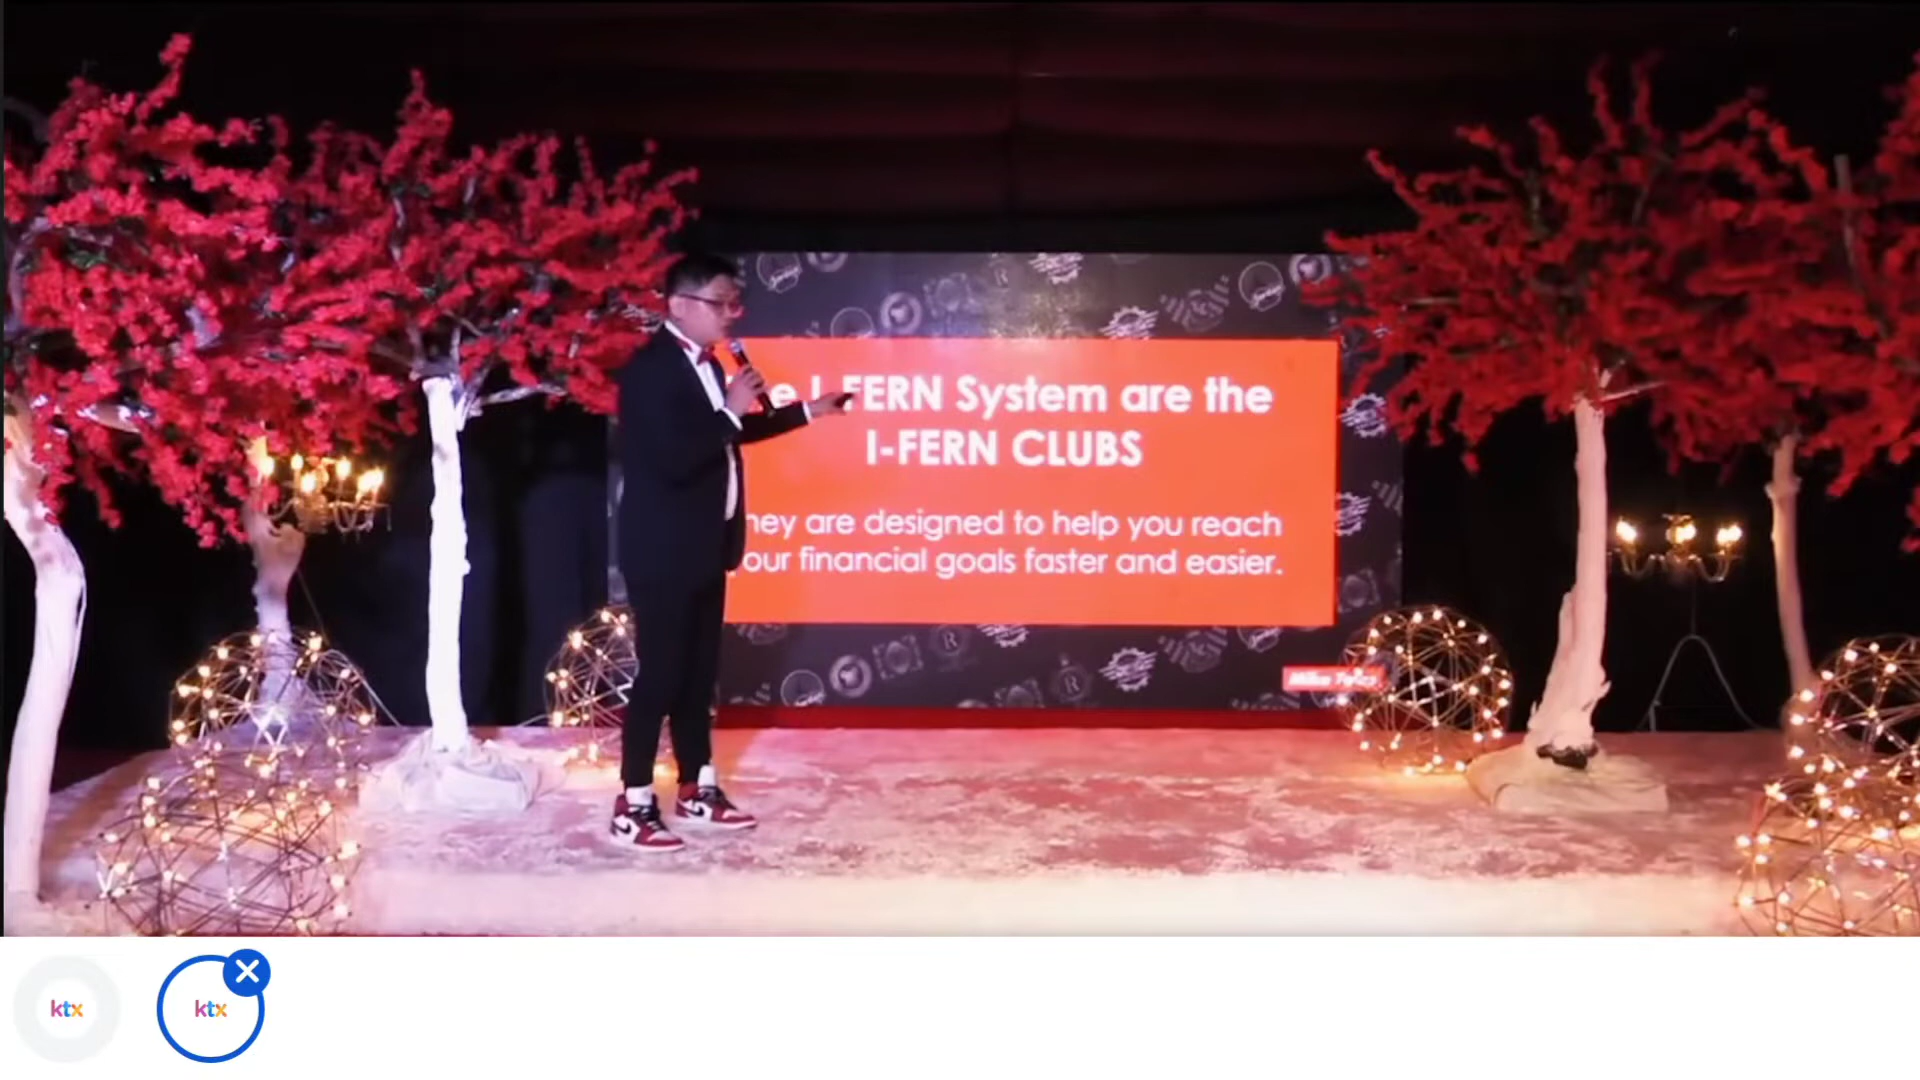 e I-FERN System are the
I-FERN CLUBS
hey are designed to help you reach
our financial goals faster and easier.
R
R
ktx
ktx